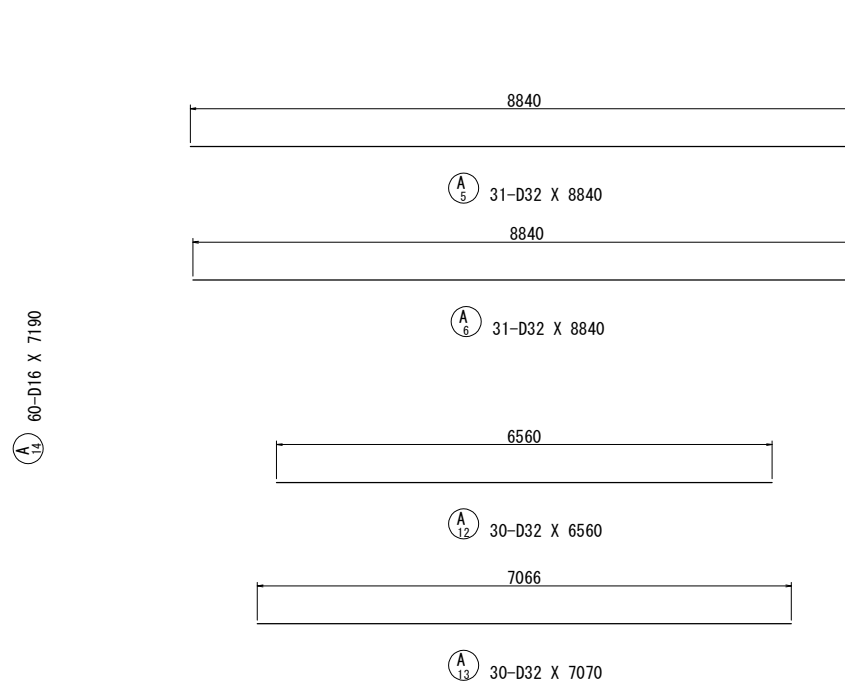 8840
A
5
31-D32 X 8840
8840
A
6
31-D32 X 8840
A
14
60-D16 X 7190
6560
A
12
30-D32 X 6560
7066
A
13
30-D32 X 7070